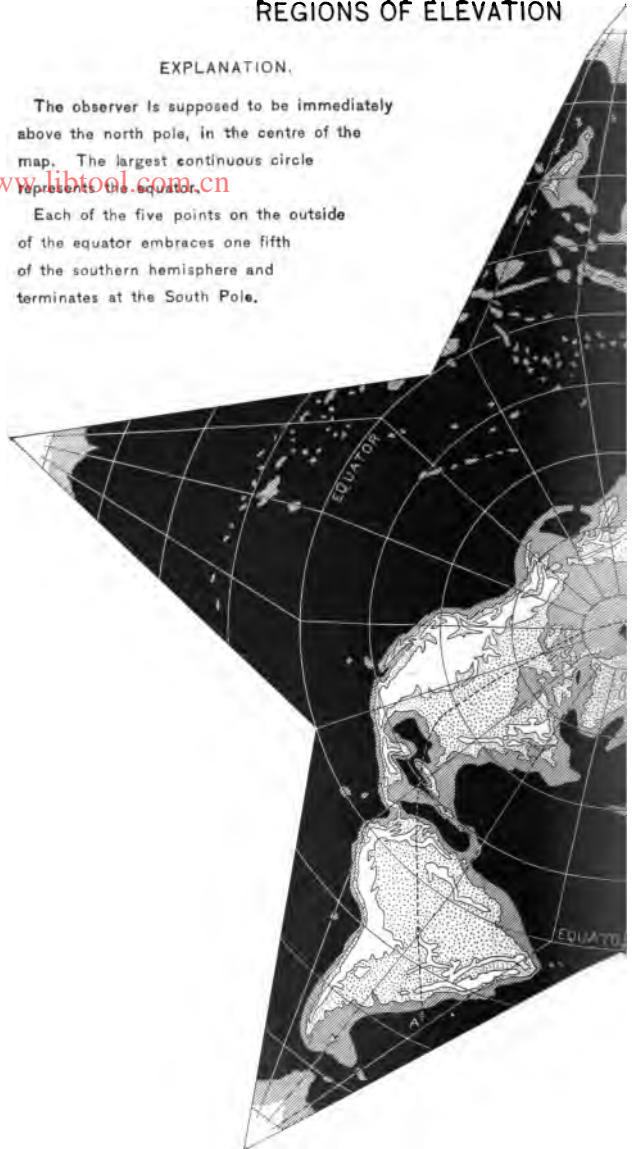 REGIONS OF ELEVATION
EXPLANATION.
The observer is supposed to be immediately
above the north pole, in the centre of the
map. The largest continuous circle
represents the equator.
www.libtool.com.cn
Each of the five points on the outside
of the equator embraces one fifth
of the southern hemisphere and
terminates at the South Pole.
EQUATOR
EQUATO